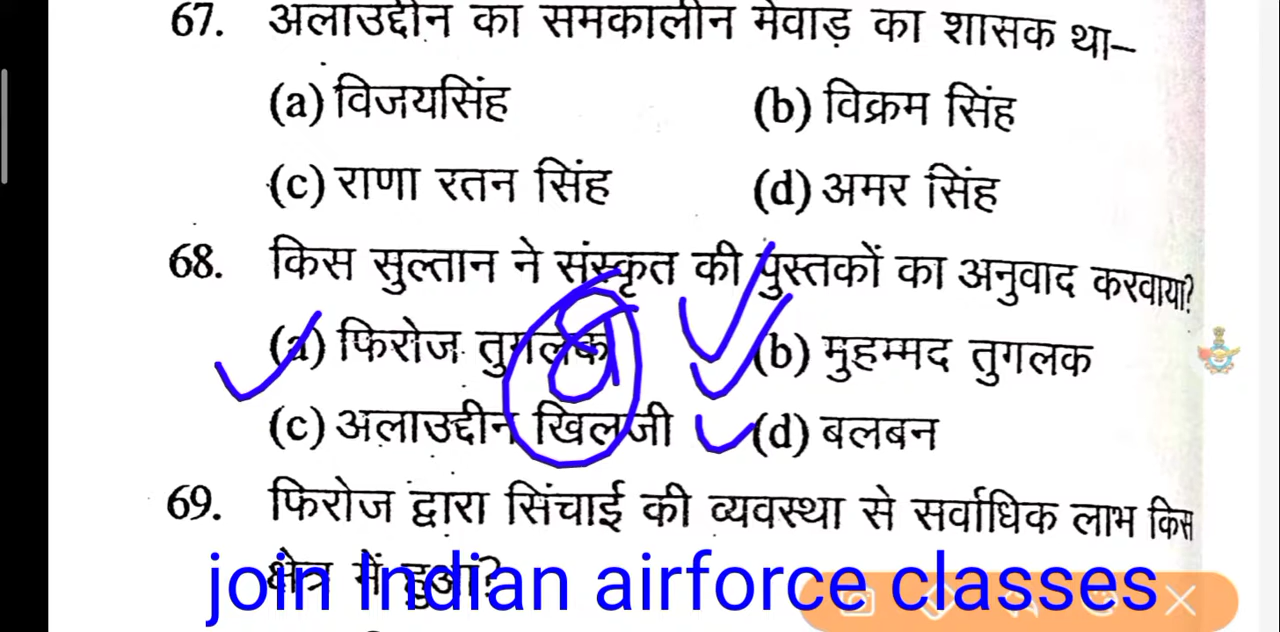 67. अलाउद्दीन का समकालीन मेवाड़ का शासक था–
(a) विजयसिंह (b) विक्रम सिंह
(c) राणा रतन सिंह (d) अमर सिंह
68. किस सुल्तान ने संस्कृत की पुस्तकों का अनुवाद करवाया?
(a) फिरोज तुगलक (b) मुहम्मद तुगलक
(c) अलाउद्दीन खिलजी (d) बलबन
69. फिरोज द्वारा सिंचाई की व्यवस्था से सर्वाधिक लाभ किस
क्षेत्र में हुआ?
join Indian airforce classes